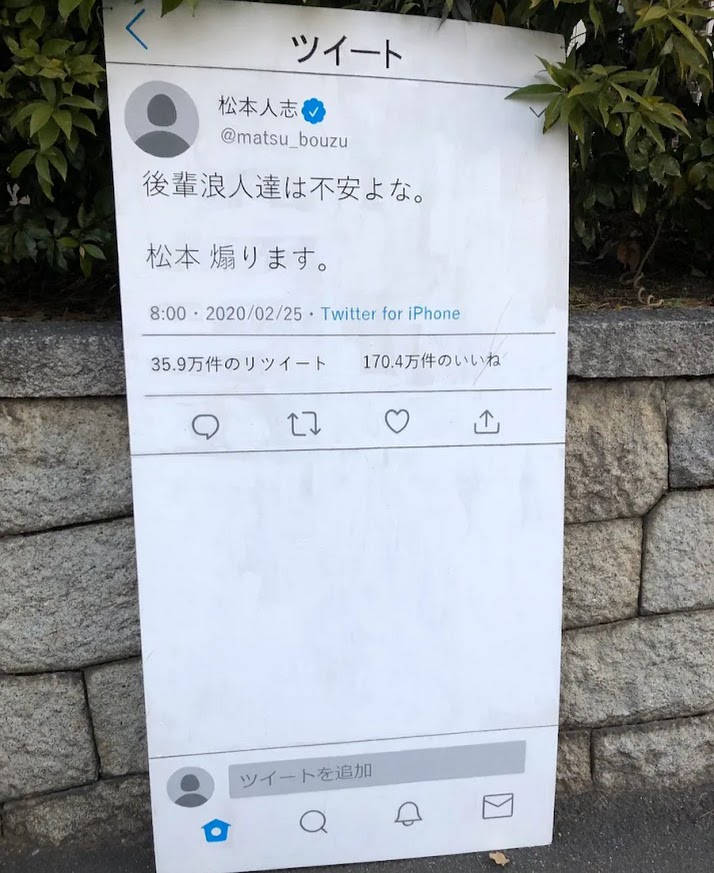 ツイート
松本人志
@matsu_bouzu
後輩浪人達は不安よな。
松本 煽ります。
8:00・2020/02/25・Twitter for iPhone
35.9万件のリツイート 170.4万件のいいね
ツイートを追加